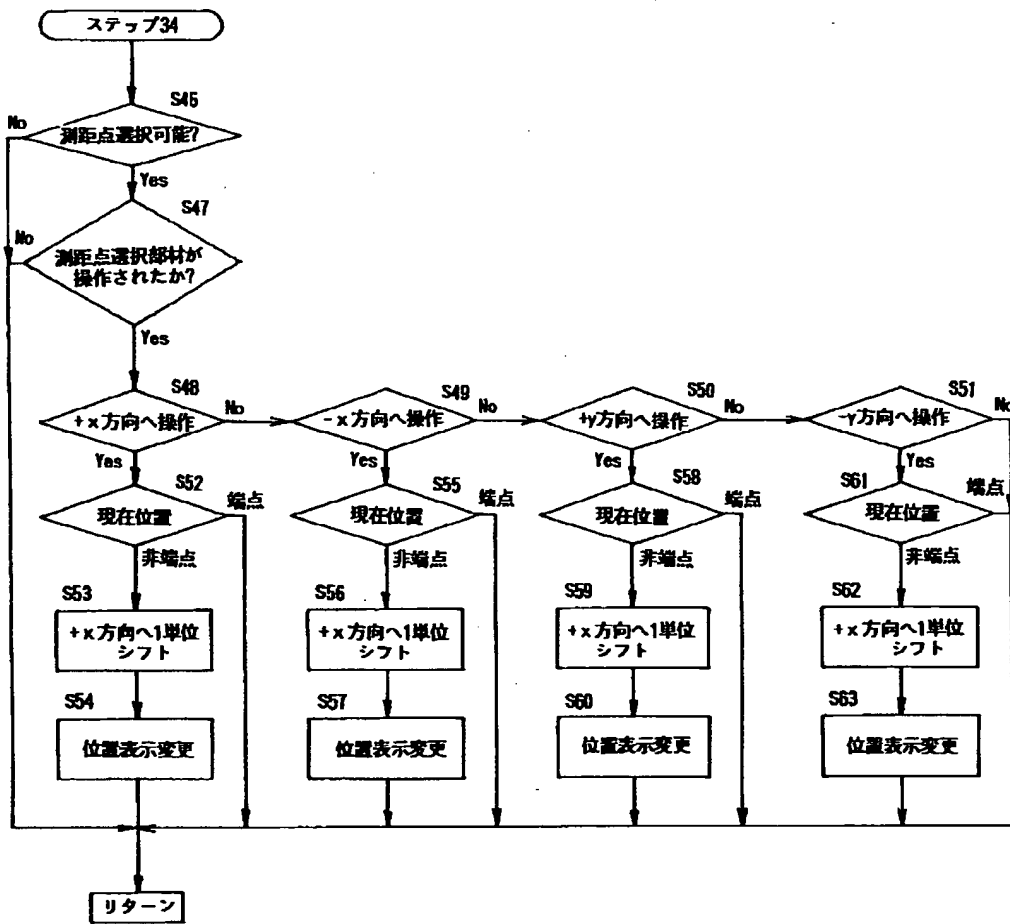 ステップ34
S46
No
測距点選択可能?
Yes
S47
No
測距点選択部材が
操作されたか?
Yes
S48
+x方向へ操作
No
Yes
S49
-x方向へ操作
No
Yes
S50
+y方向へ操作
No
Yes
S51
-y方向へ操作
No
Yes
S52
現在位置
端点
非端点
S55
現在位置
端点
非端点
S58
現在位置
端点
非端点
S61
現在位置
端点
非端点
S53
+x方向へ1単位
シフト
S56
+x方向へ1単位
シフト
S59
+x方向へ1単位
シフト
S62
+x方向へ1単位
シフト
S54
位置表示変更
S57
位置表示変更
S60
位置表示変更
S63
位置表示変更
リターン